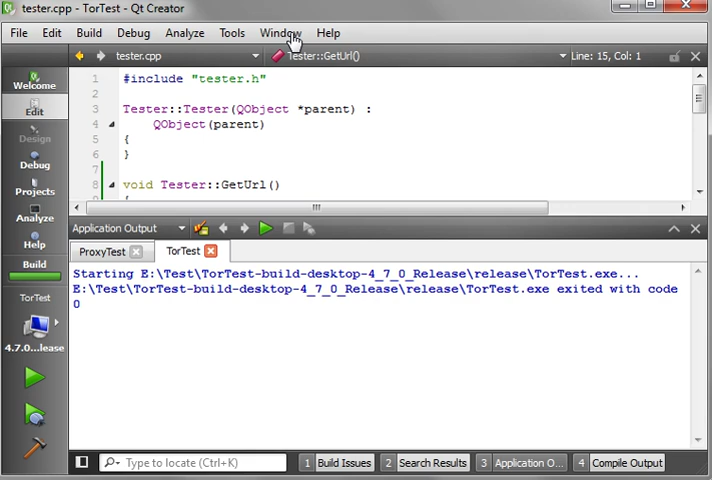 tester.cpp - TorTest - Qt Creator
File Edit Build Debug Analyze Tools Window Help
tester.cpp Tester::GetUrl() Line: 15, Col: 1
Welcome
Edit
Design
Debug
Projects
Analyze
Help
Build
TorTest
4.7.0...lease
1 #include "tester.h"
2
3 Tester::Tester(QObject *parent) :
4 QObject(parent)
5 {
6 }
7
8 void Tester::GetUrl()
9 {
Application Output
ProxyTest TorTest
Starting E:\Test\TorTest-build-desktop-4_7_0_Release\release\TorTest.exe...
E:\Test\TorTest-build-desktop-4_7_0_Release\release\TorTest.exe exited with code
0
Type to locate (Ctrl+K) 1 Build Issues 2 Search Results 3 Application O... 4 Compile Output